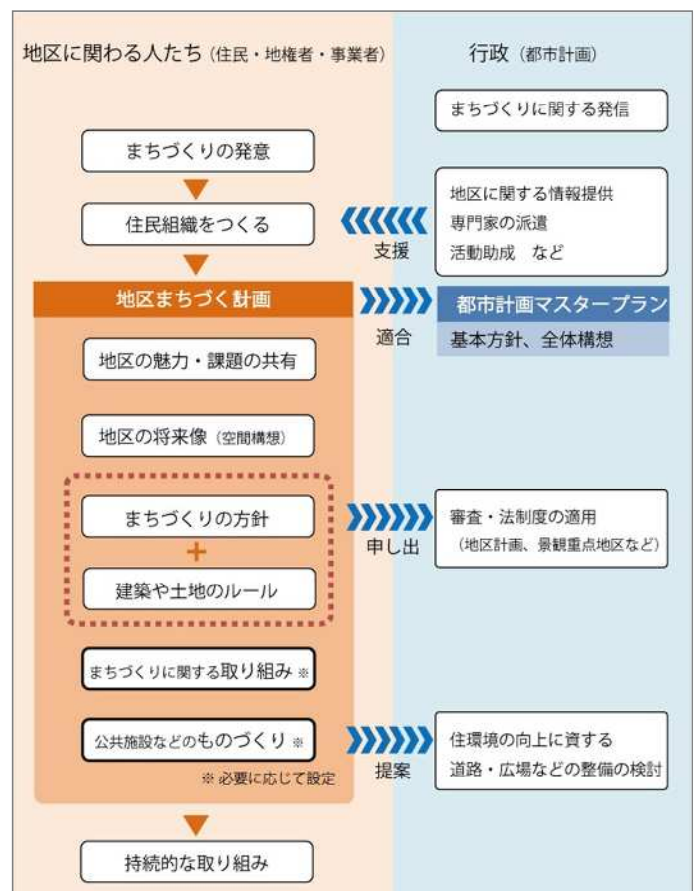 地区に関わる人たち（住民・地権者・事業者）
行政（都市計画）
まちづくりに関する発信
まちづくりの発意
住民組織をつくる
支援
地区に関する情報提供
専門家の派遣
活動助成　など
地区まちづく計画
適合
都市計画マスタープラン
基本方針、全体構想
地区の魅力・課題の共有
地区の将来像（空間構想）
まちづくりの方針
+
建築や土地のルール
申し出
審査・法制度の適用
（地区計画、景観重点地区など）
まちづくりに関する取り組み ※
公共施設などのものづくり ※
※ 必要に応じて設定
提案
住環境の向上に資する
道路・広場などの整備の検討
持続的な取り組み